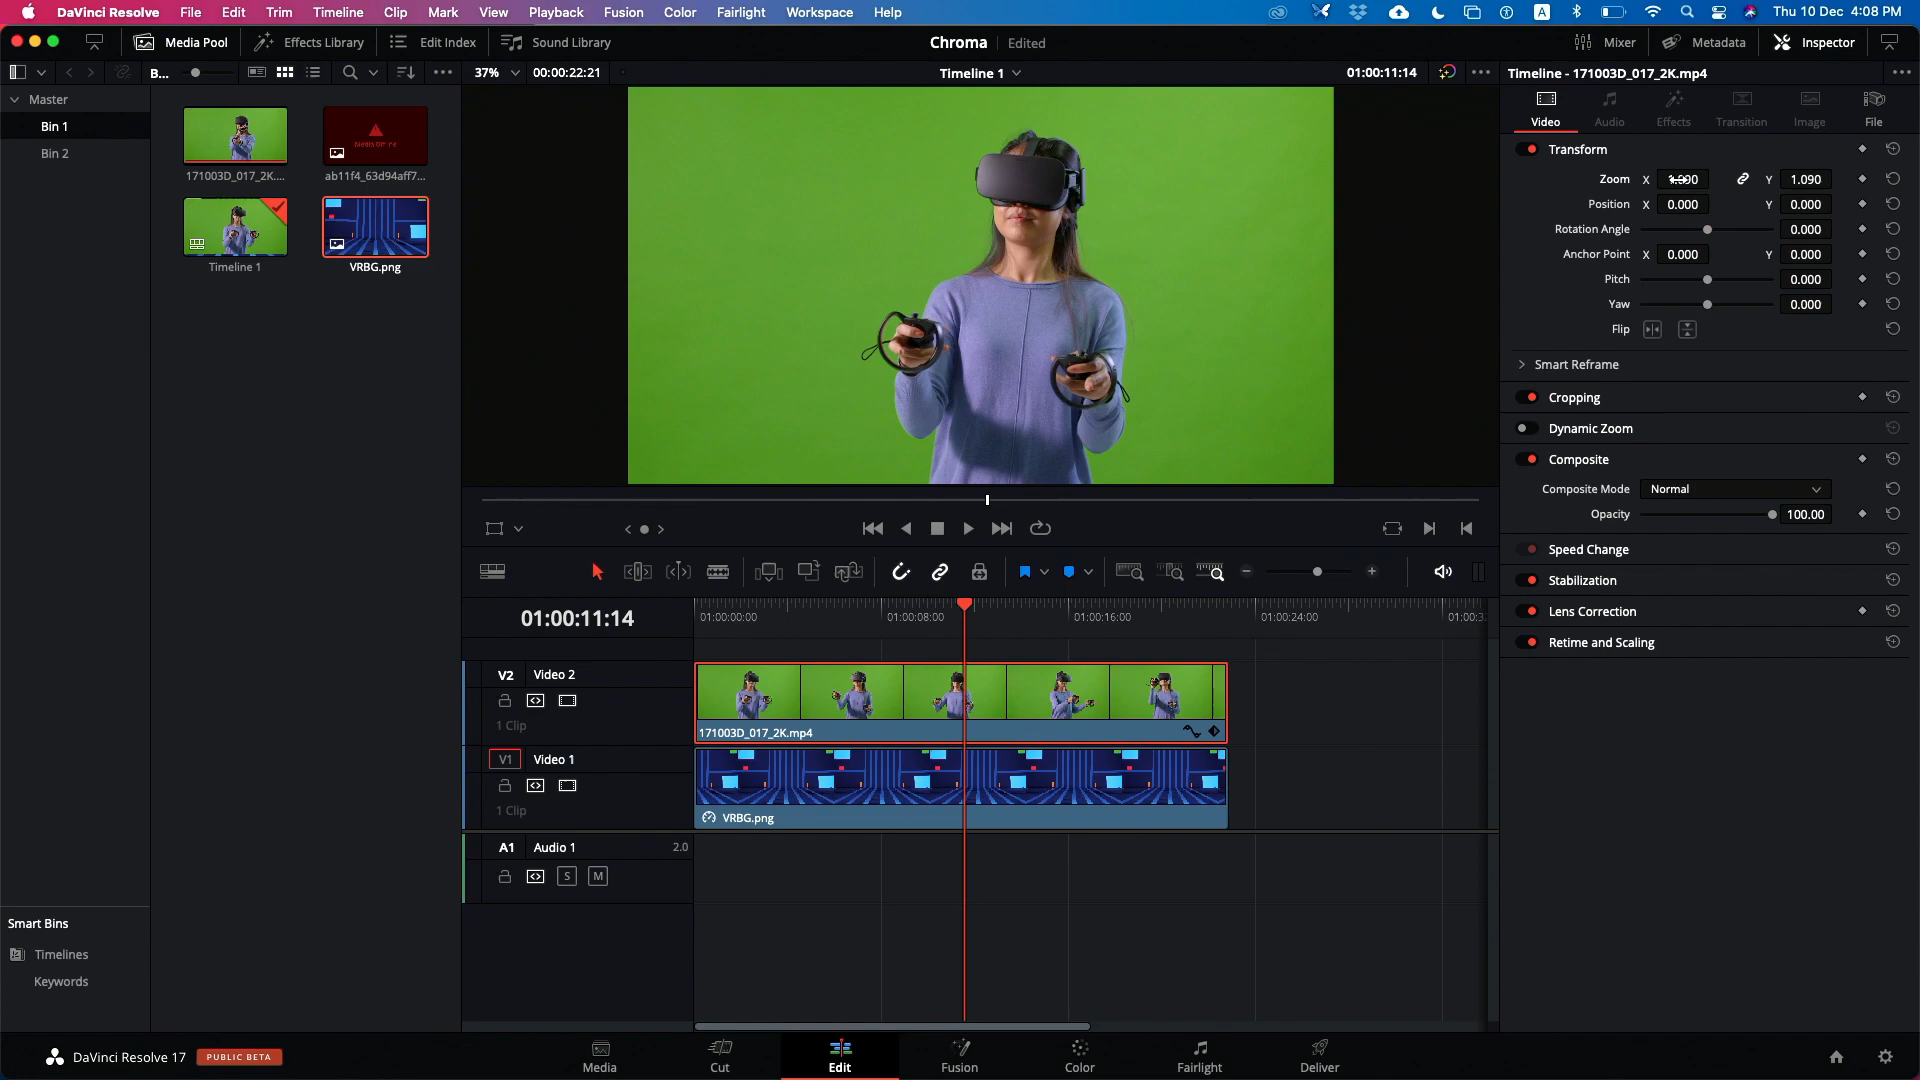 DaVinci Resolve File Edit Trim Timeline Clip Mark View Playback Fusion Color Fairlight Workspace Help A Thu 10 Dec 4:08 PM
Media Pool Effects Library Edit Index Sound Library Chroma Edited Mixer Metadata Inspector
B... 37% 00:00:22:21 Timeline 1 01:00:11:14 Timeline - 171003D_017_2K.mp4
Master
Bin 1
Bin 2
171003D_017_2K....
ab11f4_63d94aff7...
Timeline 1
VRBG.png
Video Audio Effects Transition Image File
Transform
Zoom X Y 1.090
Position X 0.000 Y 0.000
Rotation Angle 0.000
Anchor Point X 0.000 Y 0.000
Pitch 0.000
Yaw 0.000
Flip
Smart Reframe
Cropping
Dynamic Zoom
Composite
Composite Mode Normal
Opacity 100.00
Speed Change
Stabilization
Lens Correction
Retime and Scaling
01:00:11:14 01:00:00:00 01:00:08:00 01:00:16:00 01:00:24:00
V2 Video 2
1 Clip
171003D_017_2K.mp4
V1 Video 1
1 Clip
VRBG.png
A1 Audio 1 2.0
S M
Smart Bins
Timelines
Keywords
DaVinci Resolve 17 PUBLIC BETA
Media Cut Edit Fusion Color Fairlight Deliver